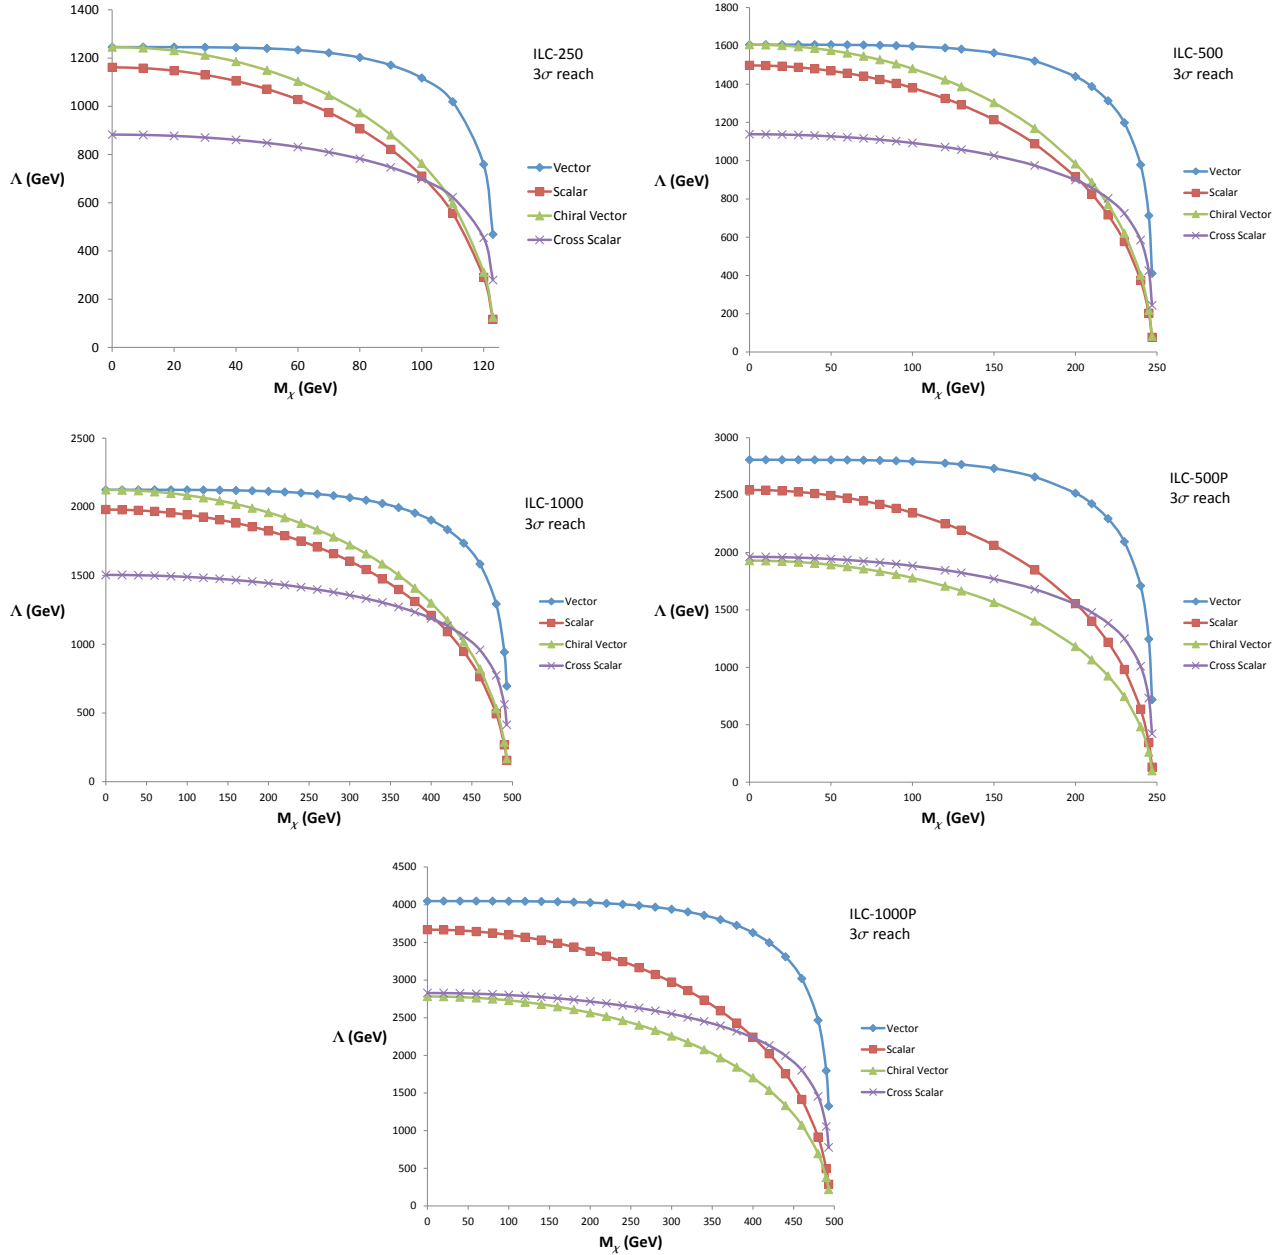 1400
1200
1000
800
600
400
200
0
Λ (GeV)
0 20 40 60 80 100 120
Mχ (GeV)
ILC-250
3σ reach
Vector
Scalar
Chiral Vector
Cross Scalar
1800
1600
1400
1200
1000
800
600
400
200
0
Λ (GeV)
0 50 100 150 200 250
Mχ (GeV)
ILC-500
3σ reach
Vector
Scalar
Chiral Vector
Cross Scalar
2500
2000
1500
1000
500
0
Λ (GeV)
0 50 100 150 200 250 300 350 400 450 500
Mχ (GeV)
ILC-1000
3σ reach
Vector
Scalar
Chiral Vector
Cross Scalar
3000
2500
2000
1500
1000
500
0
Λ (GeV)
0 50 100 150 200 250
Mχ (GeV)
ILC-500P
3σ reach
Vector
Scalar
Chiral Vector
Cross Scalar
4500
4000
3500
3000
2500
2000
1500
1000
500
0
Λ (GeV)
0 50 100 150 200 250 300 350 400 450 500
Mχ (GeV)
ILC-1000P
3σ reach
Vector
Scalar
Chiral Vector
Cross Scalar